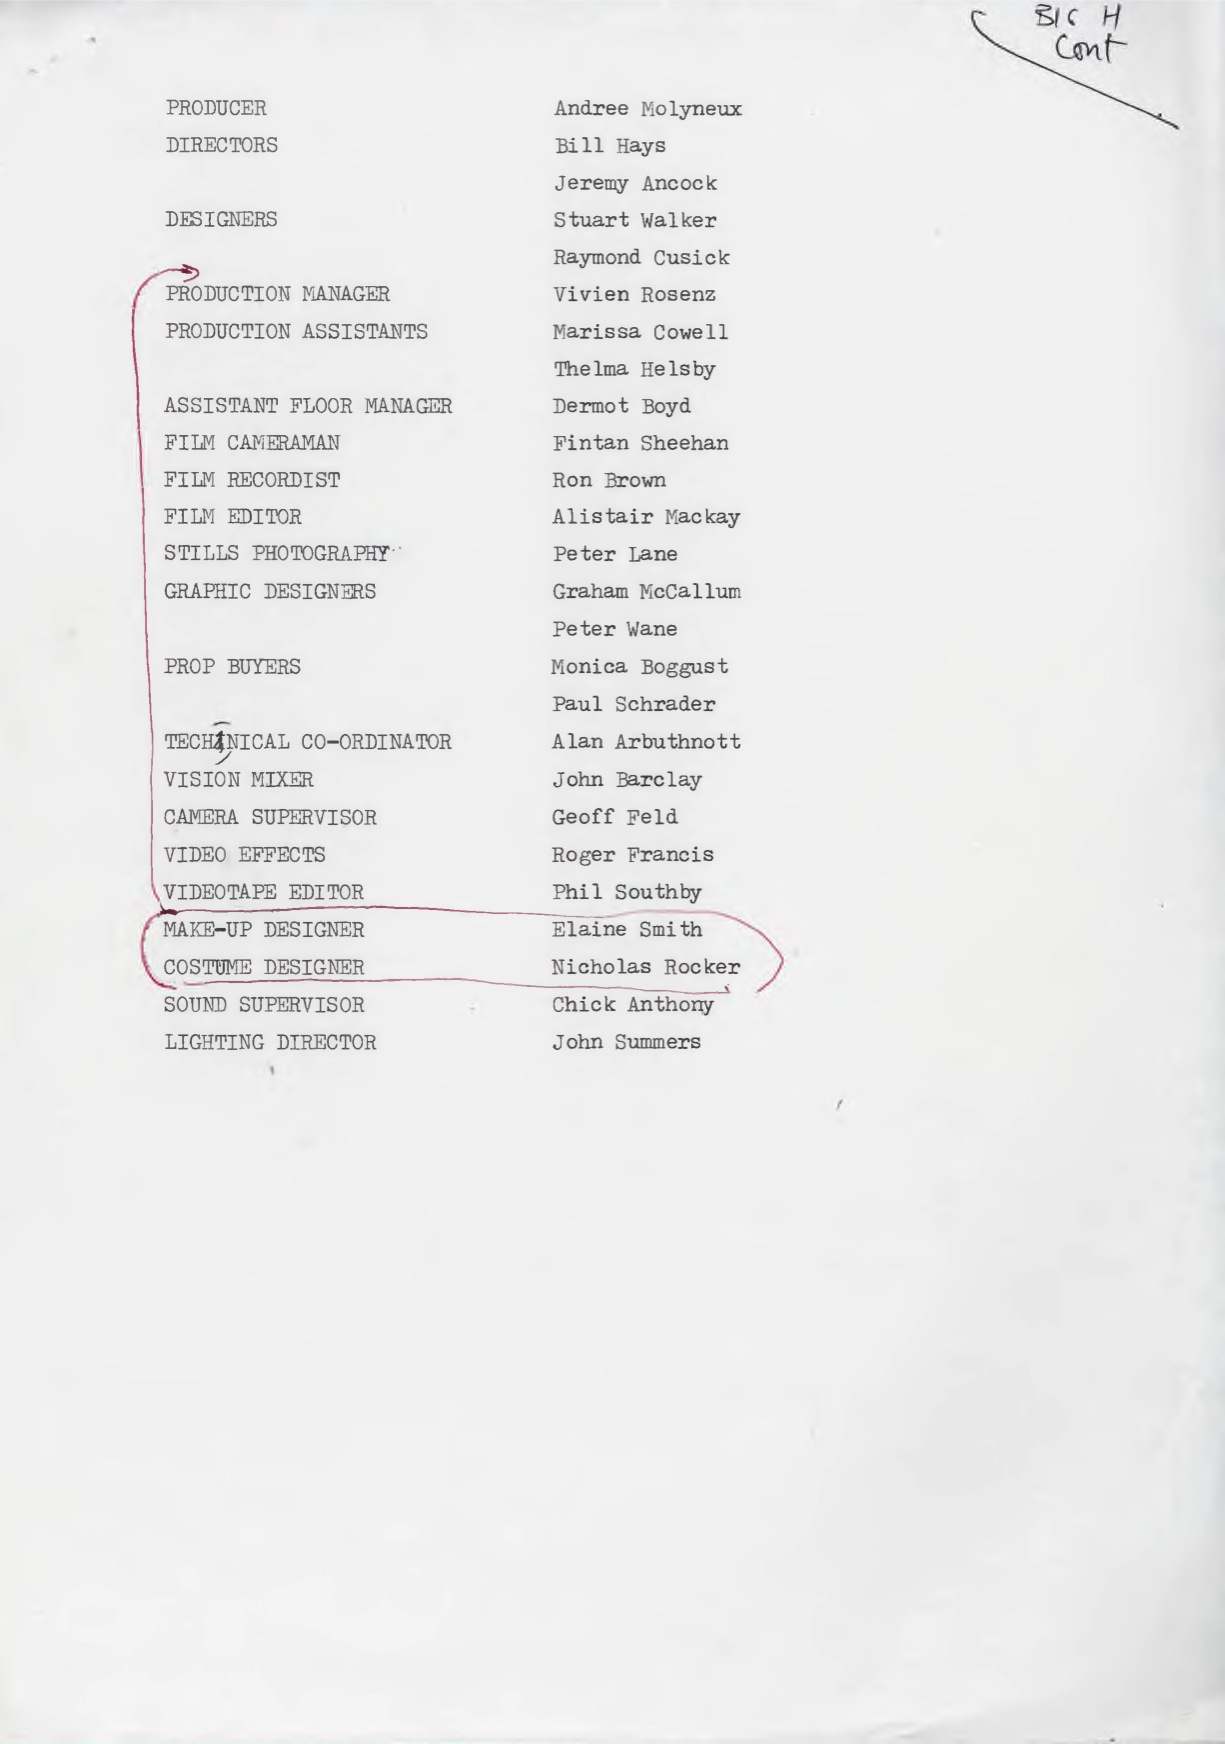 BIG H
Cont
PRODUCER Andree Molyneux
DIRECTORS Bill Hays
Jeremy Ancock
DESIGNERS Stuart Walker
Raymond Cusick
PRODUCTION MANAGER Vivien Rosenz
PRODUCTION ASSISTANTS Marissa Cowell
Thelma Helsby
ASSISTANT FLOOR MANAGER Dermot Boyd
FILM CAMERAMAN Fintan Sheehan
FILM RECORDIST Ron Brown
FILM EDITOR Alistair Mackay
STILLS PHOTOGRAPHY Peter Lane
GRAPHIC DESIGNERS Graham McCallum
Peter Wane
PROP BUYERS Monica Boggust
Paul Schrader
TECHINICAL CO-ORDINATOR Alan Arbuthnott
VISION MIXER John Barclay
CAMERA SUPERVISOR Geoff Feld
VIDEO EFFECTS Roger Francis
VIDEOTAPE EDITOR Phil Southby
MAKE-UP DESIGNER Elaine Smith
COSTUME DESIGNER Nicholas Rocker
SOUND SUPERVISOR Chick Anthony
LIGHTING DIRECTOR John Summers